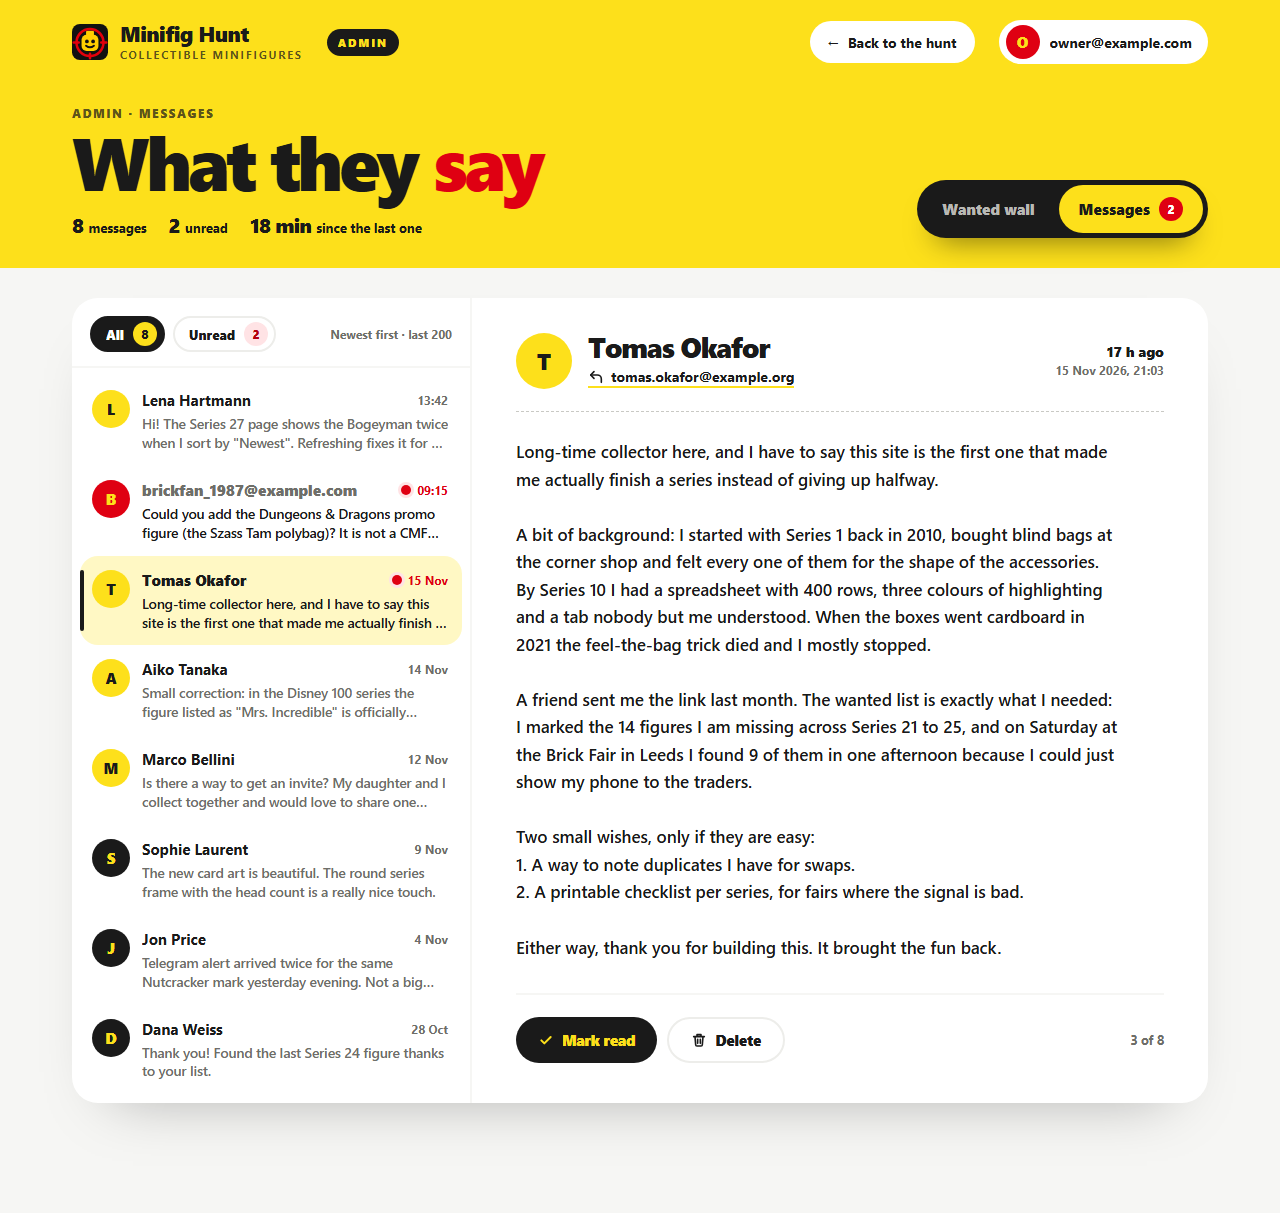 Minifig Hunt
COLLECTIBLE MINIFIGURES
ADMIN
← Back to the hunt
O
owner@example.com
ADMIN · MESSAGES
What they say
8 messages
2 unread
18 min since the last one
Wanted wall
Messages 2
All 8
Unread 2
Newest first · last 200
L
Lena Hartmann
13:42
Hi! The Series 27 page shows the Bogeyman twice
when I sort by "Newest". Refreshing fixes it for ...
B
brickfan_1987@example.com
09:15
Could you add the Dungeons & Dragons promo
figure (the Szass Tam polybag)? It is not a CMF...
T
Tomas Okafor
15 Nov
Long-time collector here, and I have to say this
site is the first one that made me actually finish ...
A
Aiko Tanaka
14 Nov
Small correction: in the Disney 100 series the
figure listed as "Mrs. Incredible" is officially...
M
Marco Bellini
12 Nov
Is there a way to get an invite? My daughter and I
collect together and would love to share one...
S
Sophie Laurent
9 Nov
The new card art is beautiful. The round series
frame with the head count is a really nice touch.
J
Jon Price
4 Nov
Telegram alert arrived twice for the same
Nutcracker mark yesterday evening. Not a big...
D
Dana Weiss
28 Oct
Thank you! Found the last Series 24 figure thanks
to your list.
T
Tomas Okafor
tomas.okafor@example.org
17 h ago
15 Nov 2026, 21:03
Long-time collector here, and I have to say this site is the first one that made
me actually finish a series instead of giving up halfway.
A bit of background: I started with Series 1 back in 2010, bought blind bags at
the corner shop and felt every one of them for the shape of the accessories.
By Series 10 I had a spreadsheet with 400 rows, three colours of highlighting
and a tab nobody but me understood. When the boxes went cardboard in
2021 the feel-the-bag trick died and I mostly stopped.
A friend sent me the link last month. The wanted list is exactly what I needed:
I marked the 14 figures I am missing across Series 21 to 25, and on Saturday at
the Brick Fair in Leeds I found 9 of them in one afternoon because I could just
show my phone to the traders.
Two small wishes, only if they are easy:
1. A way to note duplicates I have for swaps.
2. A printable checklist per series, for fairs where the signal is bad.
Either way, thank you for building this. It brought the fun back.
Mark read
Delete
3 of 8